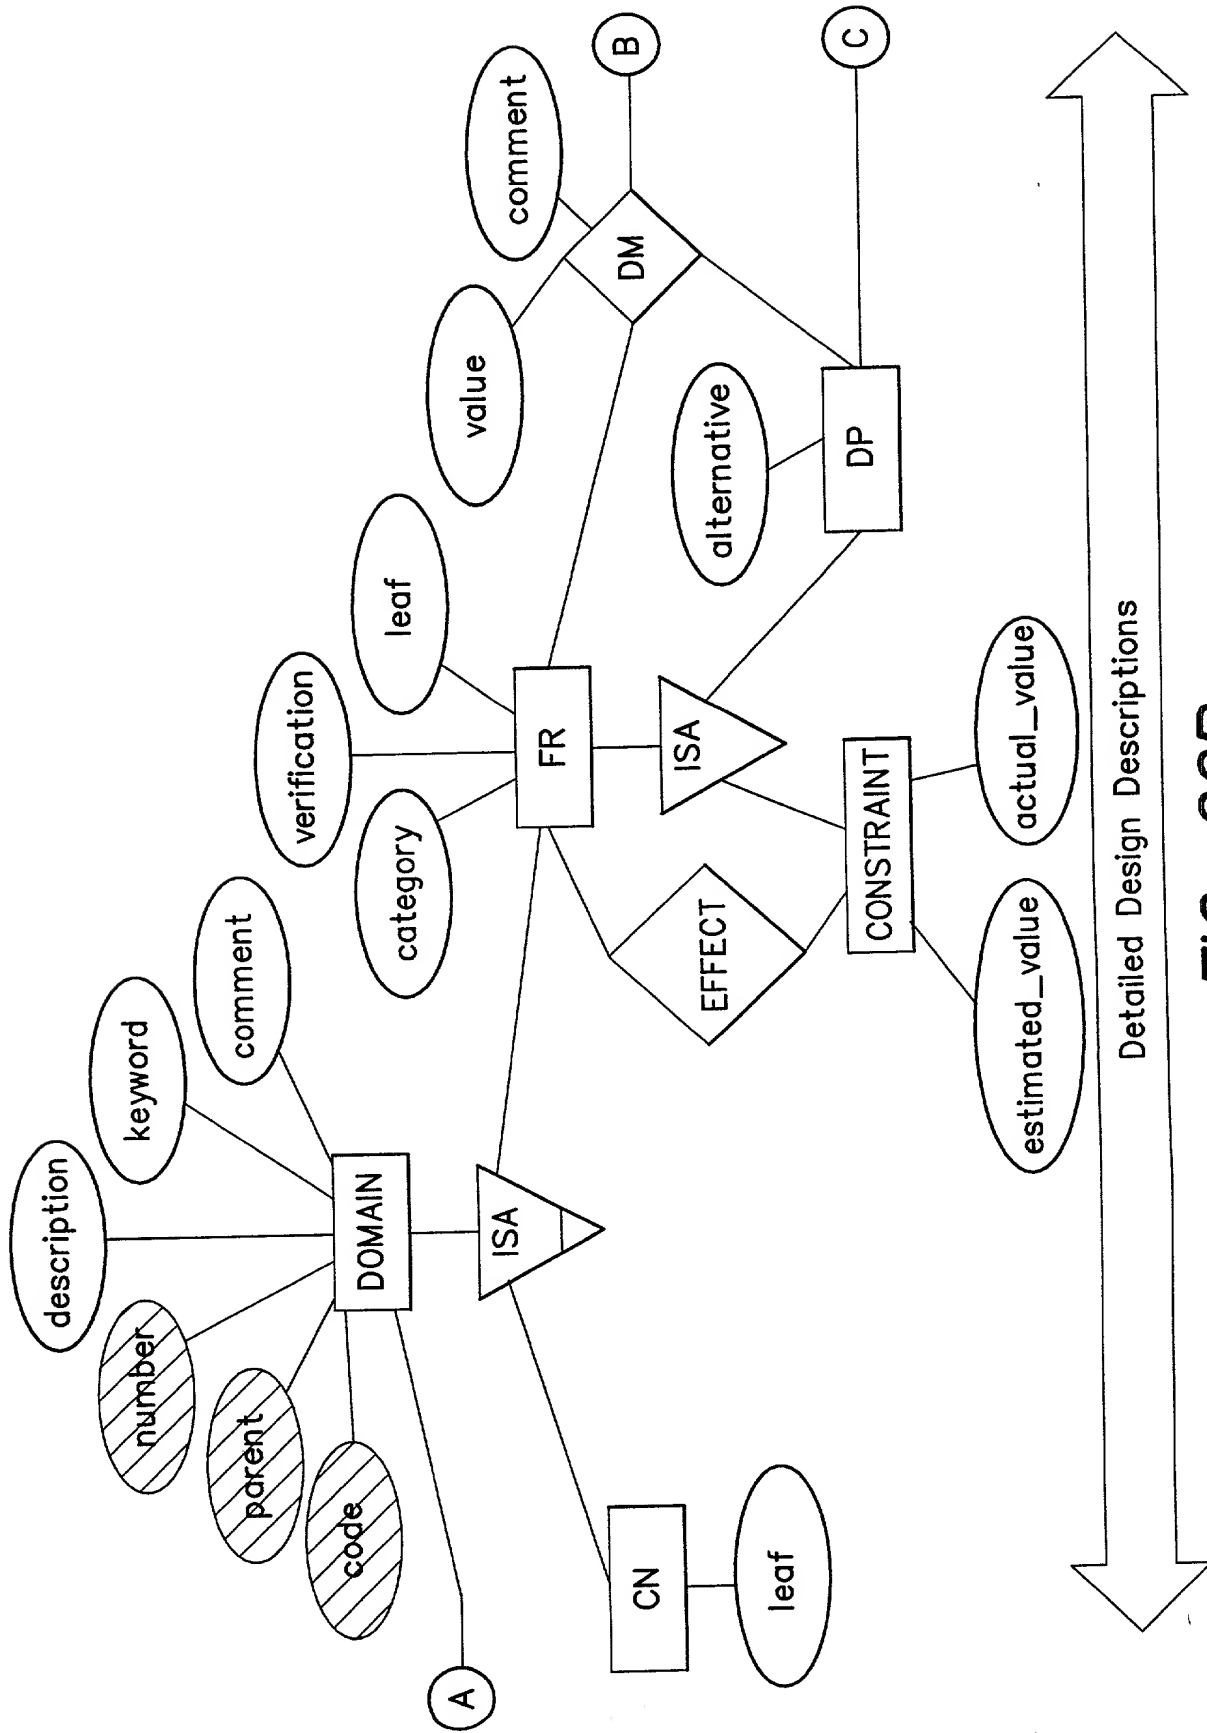 description
keyword
number
comment
parent
code
DOMAIN
ISA
A
CN
leaf
verification
category
leaf
FR
ISA
EFFECT
CONSTRAINT
estimated_value
actual_value
value
comment
DM
B
alternative
DP
C
Detailed Design Descriptions